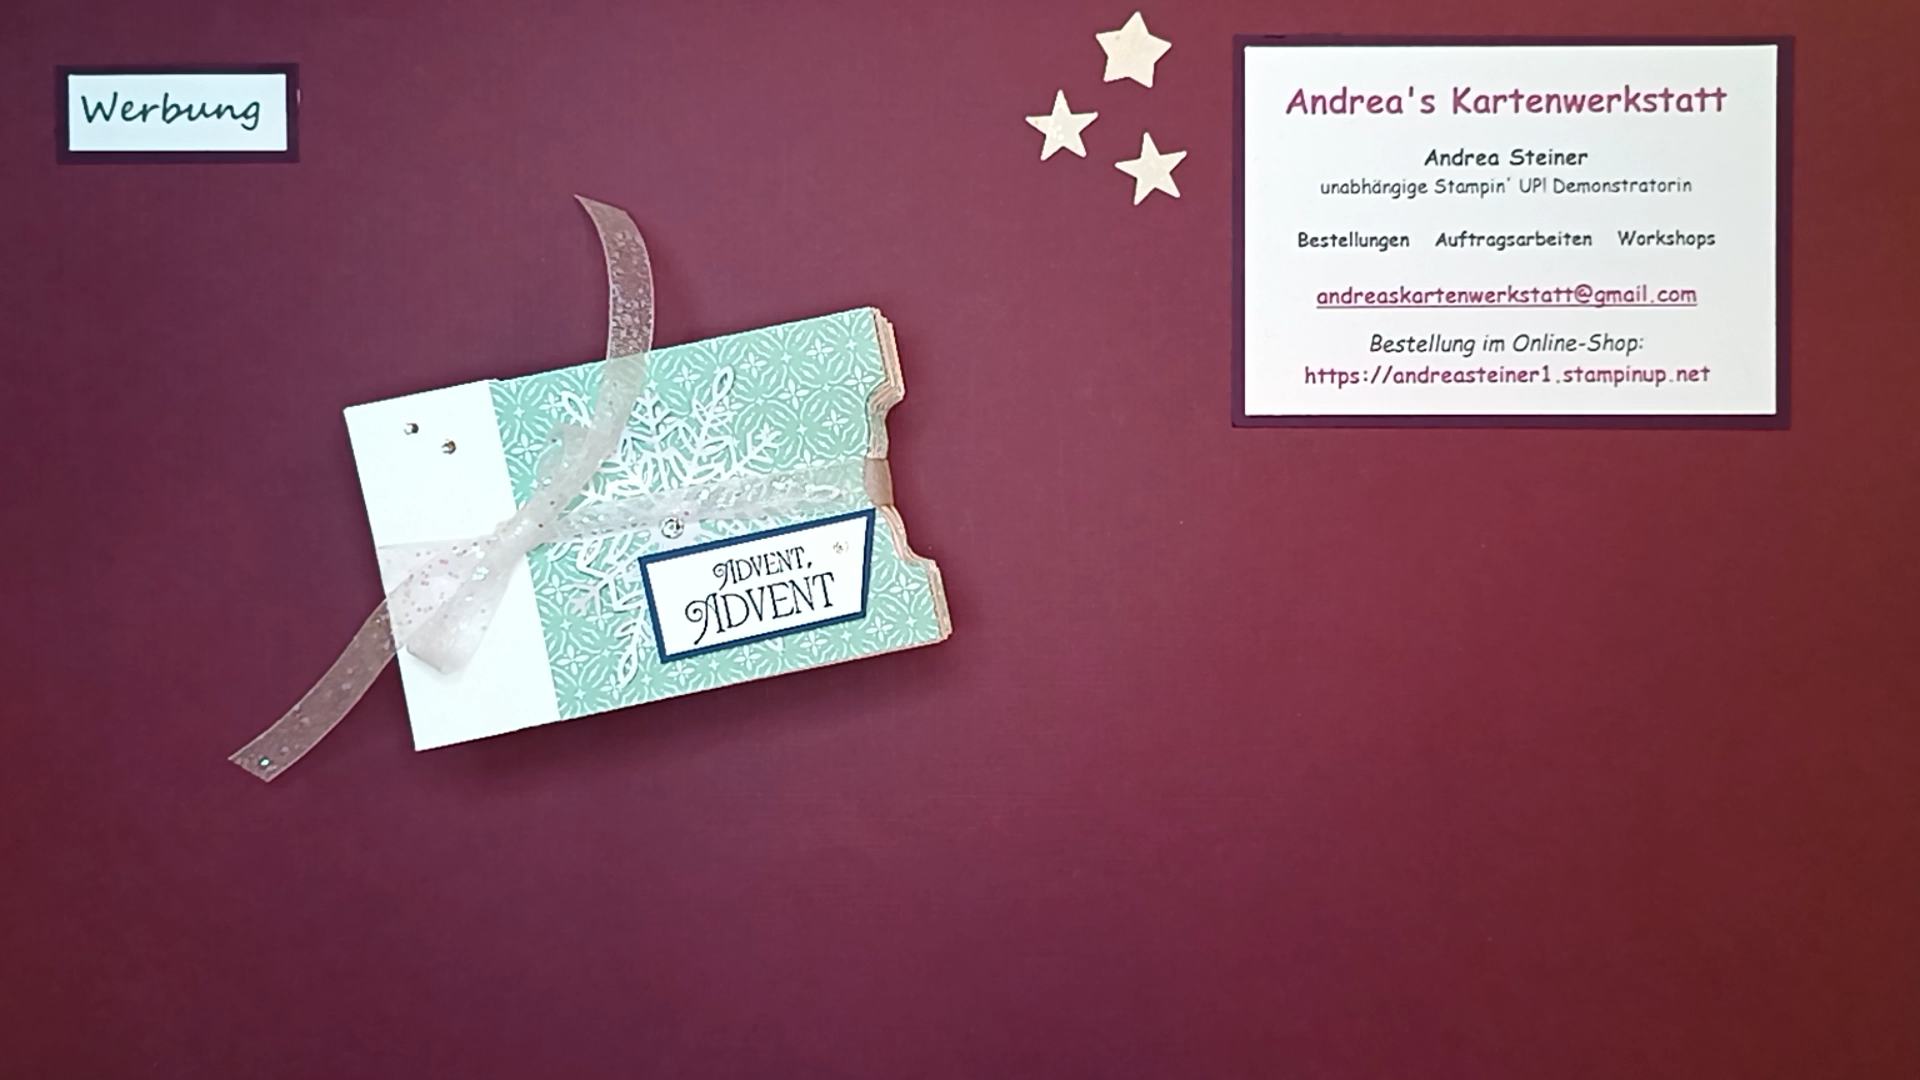 Werbung
Andrea's Kartenwerkstatt
Andrea Steiner
unabhängige Stampin' UP! Demonstratorin
Bestellungen Auftragsarbeiten Workshops
andreaskartenwerkstatt@gmail.com
Bestellung im Online-Shop:
https://andreasteiner1.stampinup.net
ADVENT,
ADVENT